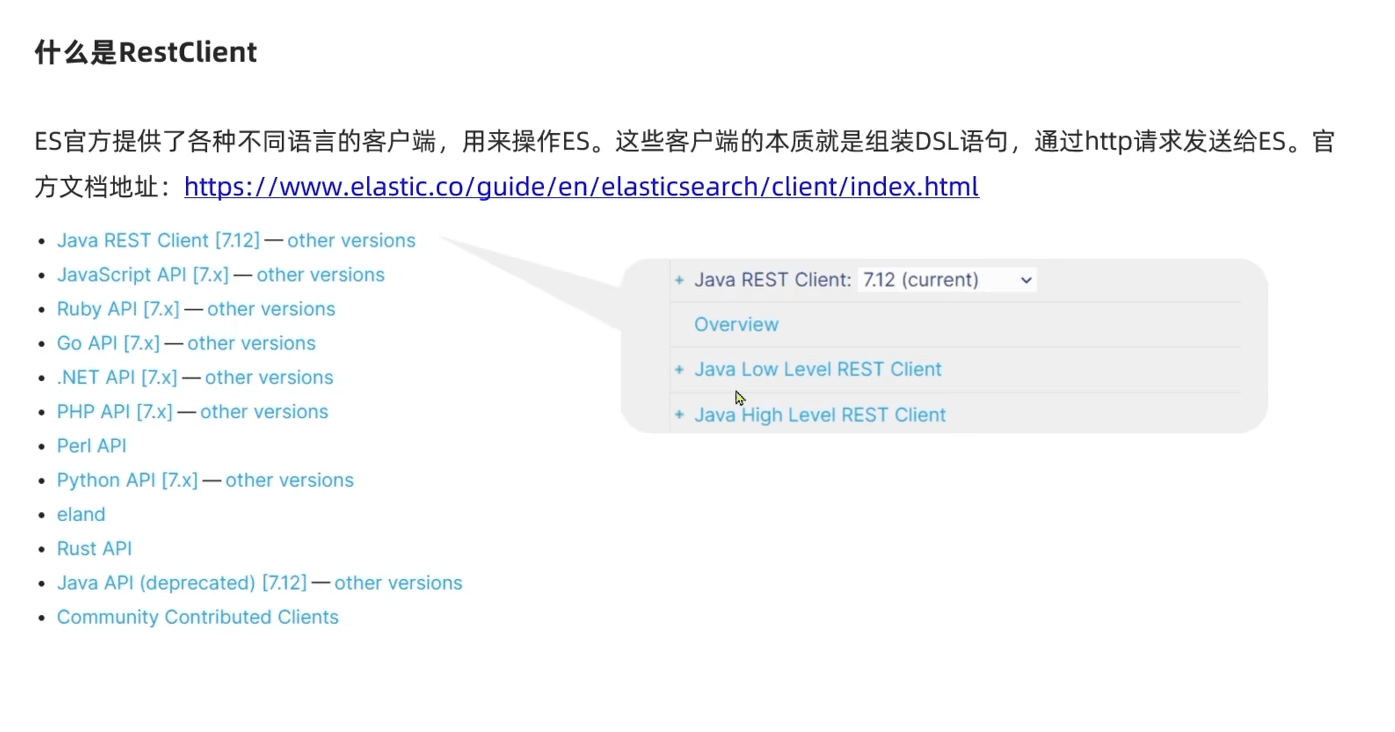 什么是RestClient
ES官方提供了各种不同语言的客户端，用来操作ES。这些客户端的本质就是组装DSL语句，通过http请求发送给ES。官
方文档地址：https://www.elastic.co/guide/en/elasticsearch/client/index.html
• Java REST Client [7.12] — other versions
• JavaScript API [7.x] — other versions
• Ruby API [7.x] — other versions
• Go API [7.x] — other versions
• .NET API [7.x] — other versions
• PHP API [7.x] — other versions
• Perl API
• Python API [7.x] — other versions
• eland
• Rust API
• Java API (deprecated) [7.12] — other versions
• Community Contributed Clients
+ Java REST Client: 7.12 (current)
Overview
+ Java Low Level REST Client
+ Java High Level REST Client